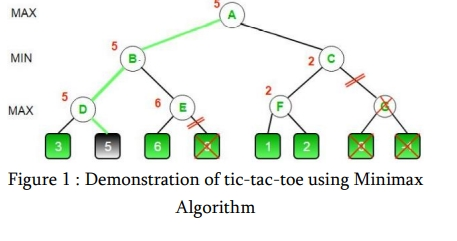 MAX
5
A
MIN
5
B
2
C
MAX
5
D
6
E
2
F
3
5
6
1
2
Figure 1 : Demonstration of tic-tac-toe using Minimax
Algorithm